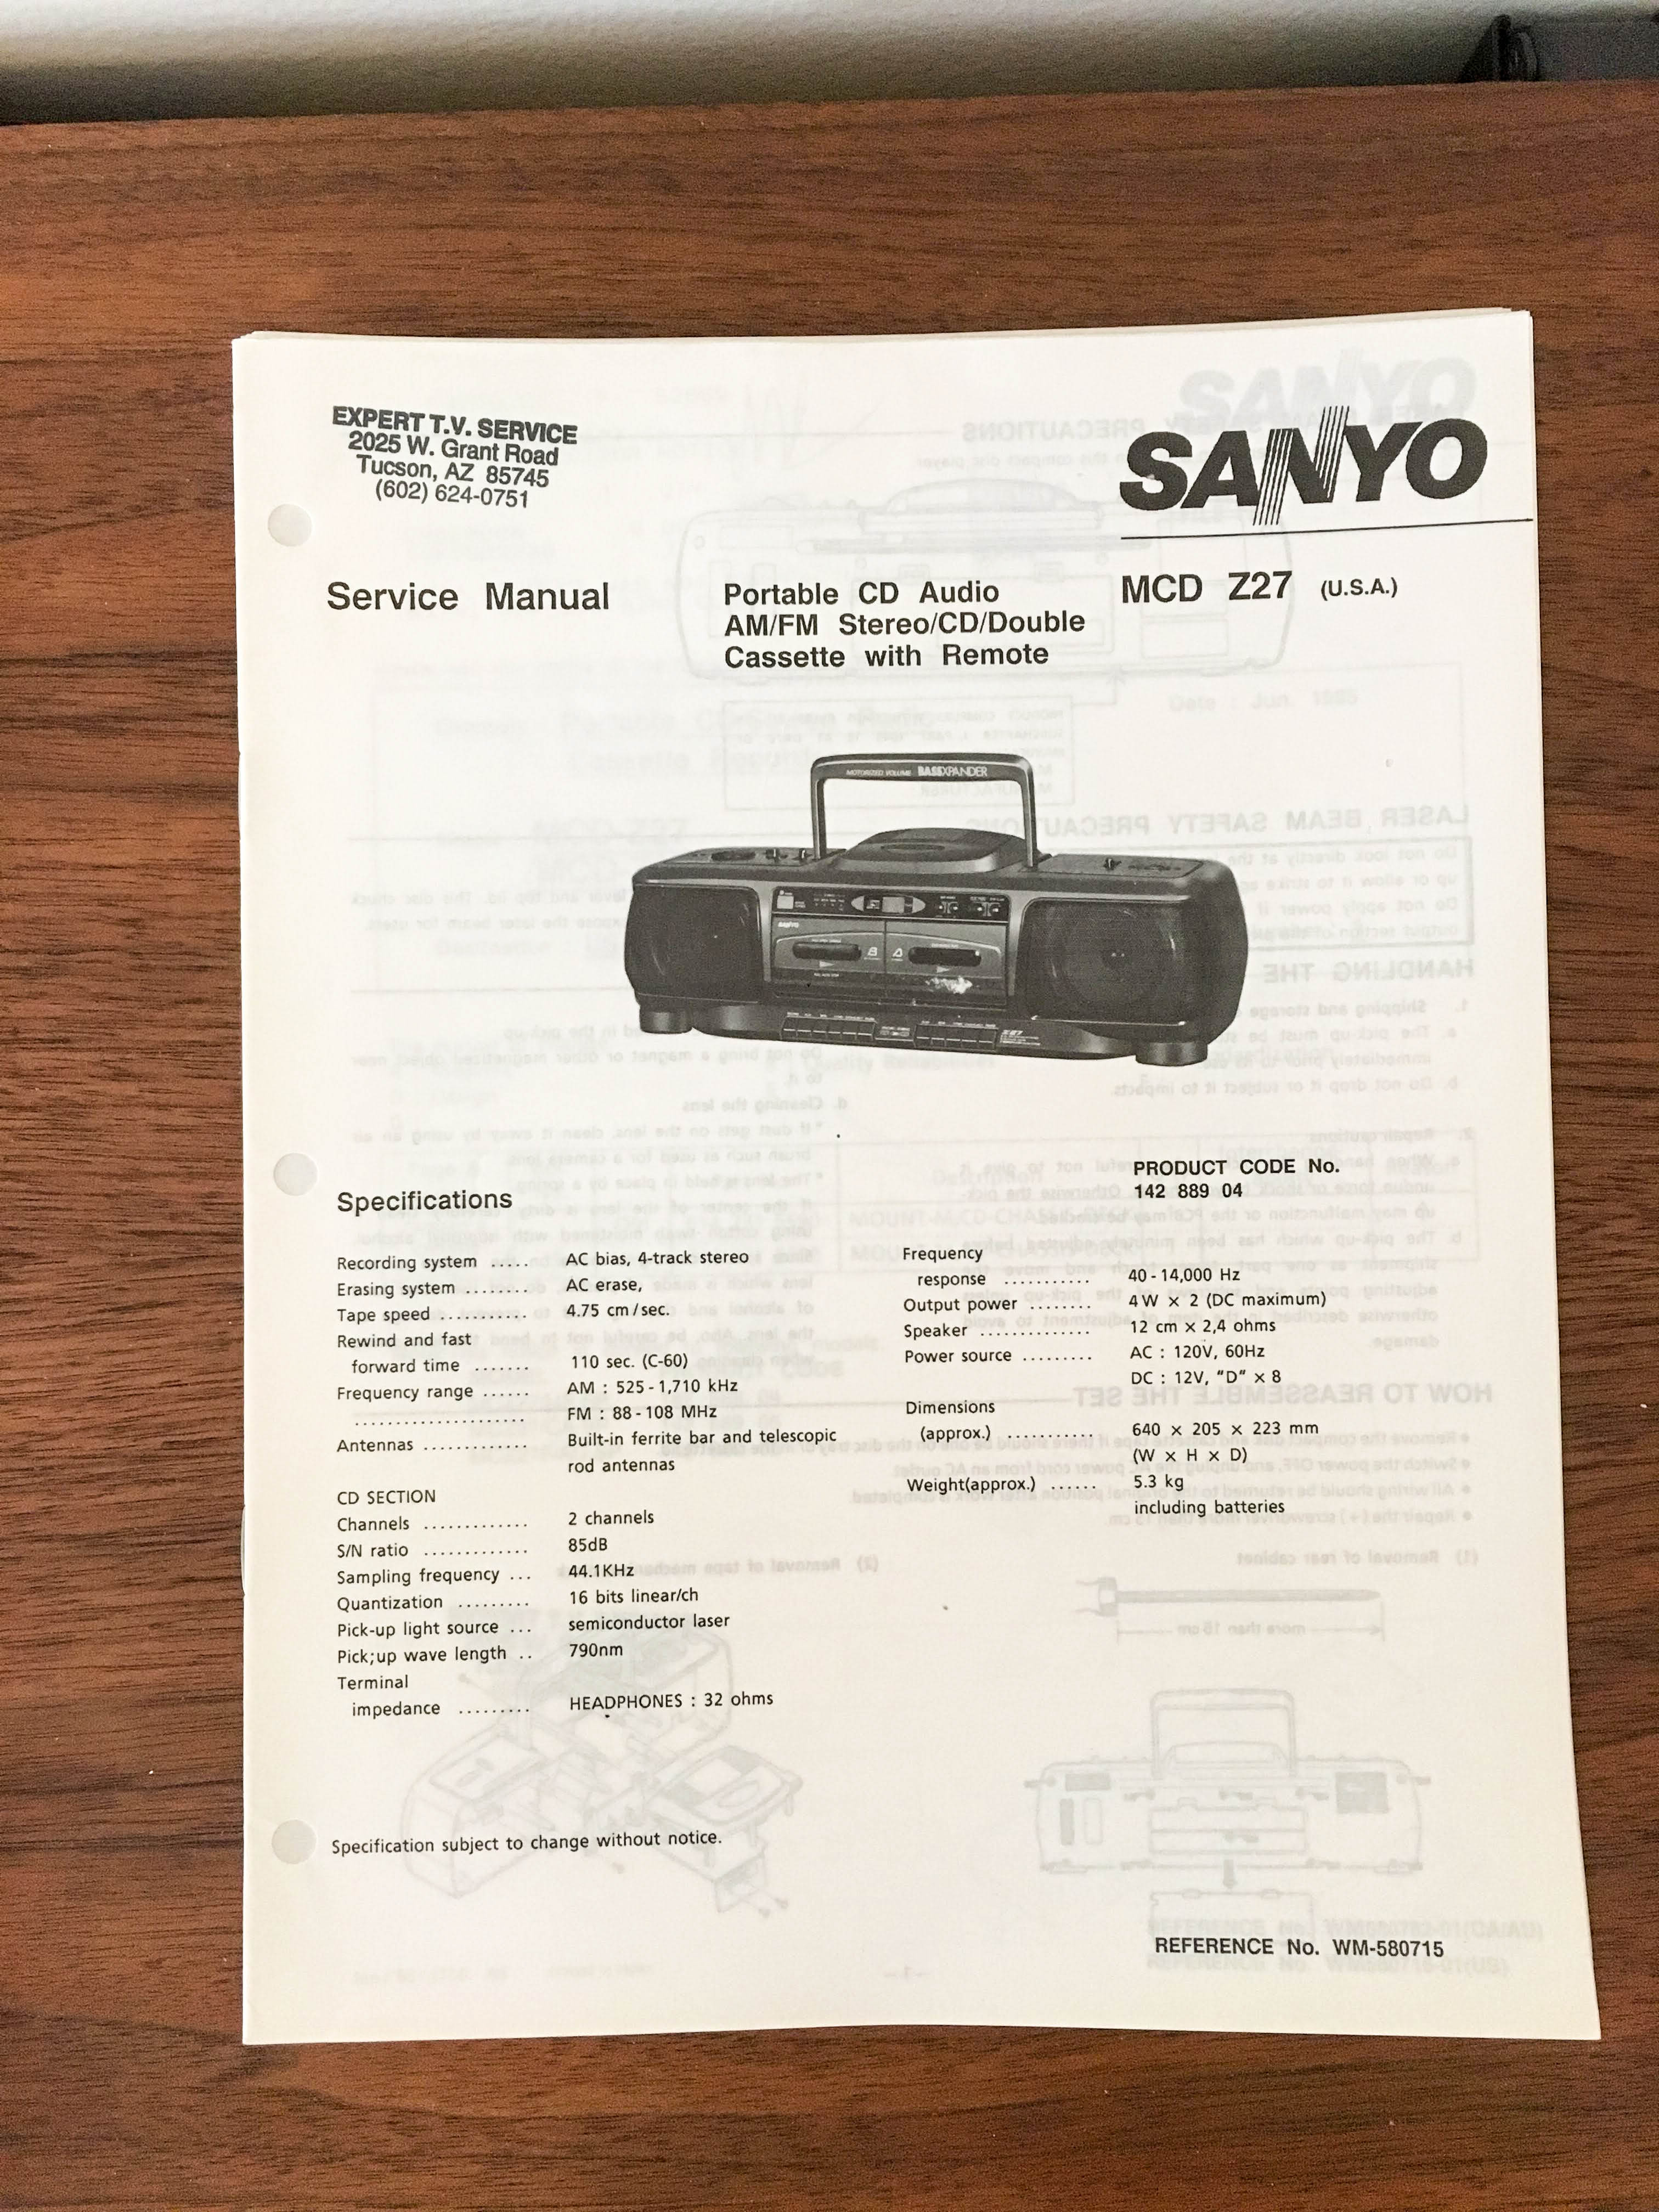 EXPERT T.V. SERVICE
2025 W. Grant Road
Tucson, AZ 85745
(602) 624-0751
SANYO
Service Manual
Portable CD Audio
AM/FM Stereo/CD/Double
Cassette with Remote
MCD Z27 (U.S.A.)
MOTORIZED VOLUME BASSXPANDER
SANYO
PRODUCT CODE No.
142 889 04
Specifications
Recording system ..... AC bias, 4-track stereo
Erasing system ........ AC erase,
Tape speed ........... 4.75 cm/sec.
Rewind and fast
forward time ....... 110 sec. (C-60)
Frequency range ...... AM : 525-1,710 kHz
...................... FM : 88-108 MHz
Antennas ............. Built-in ferrite bar and telescopic
rod antennas
CD SECTION
Channels ............. 2 channels
S/N ratio ............. 85dB
Sampling frequency ... 44.1KHz
Quantization ......... 16 bits linear/ch
Pick-up light source ... semiconductor laser
Pick;up wave length .. 790nm
Terminal
impedance ......... HEADPHONES : 32 ohms
Frequency
response ........... 40-14,000 Hz
Output power ........ 4W × 2 (DC maximum)
Speaker .............. 12 cm × 2,4 ohms
Power source ......... AC : 120V, 60Hz
DC : 12V, "D" × 8
Dimensions
(approx.) ........... 640 × 205 × 223 mm
(W × H × D)
Weight(approx.) ...... 5.3 kg
including batteries
Specification subject to change without notice.
REFERENCE No. WM-580715